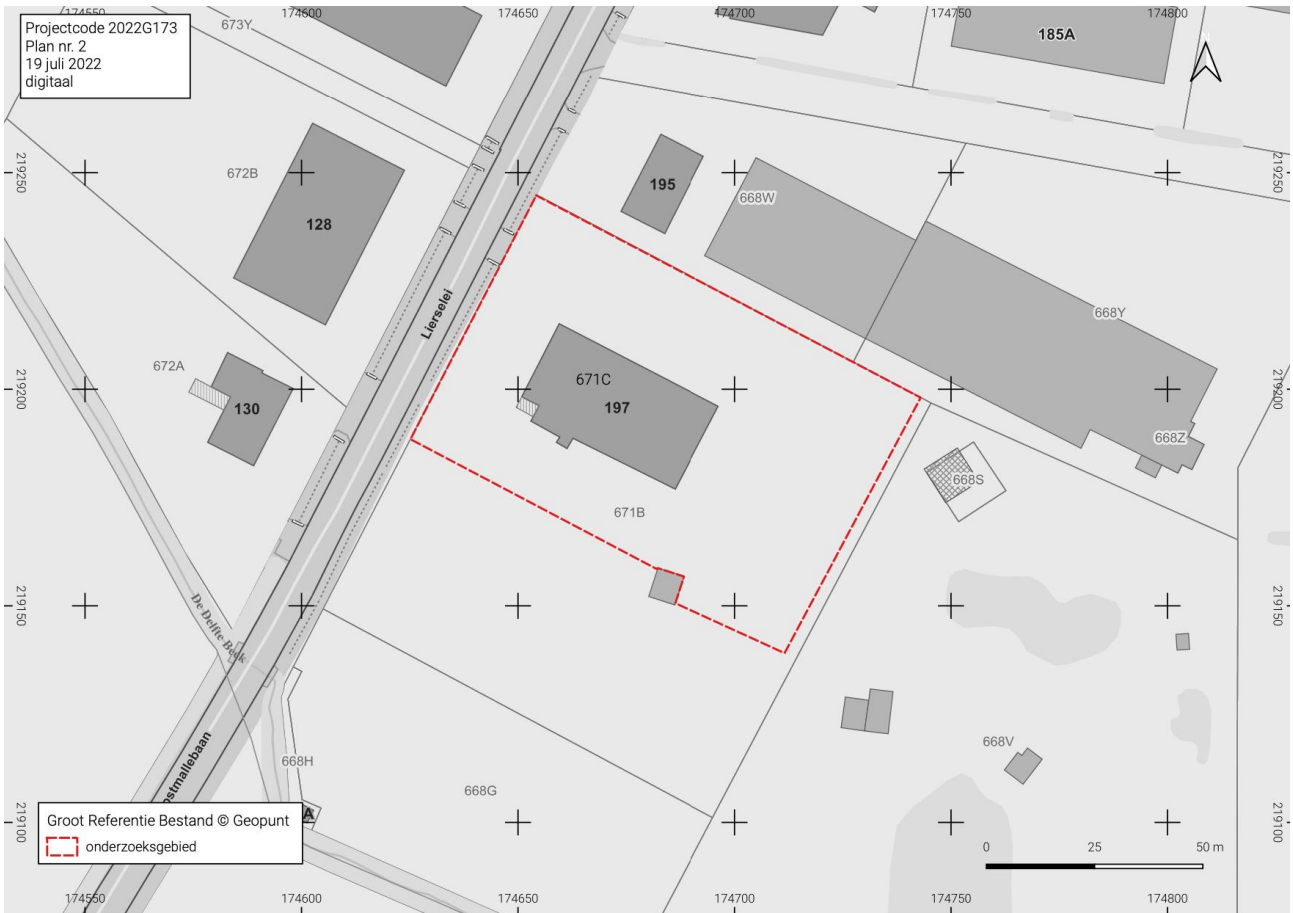 Projectcode 2022G173
Plan nr. 2
19 juli 2022
digitaal
174550
174600
174650
174700
174750
174800
673Y
185A
N
219250
219250
672B
128
195
668W
Lierselei
668Y
672A
130
671C
197
219200
219200
668Z
668S
671B
219150
219150
De Delfte Beek
668H
668G
668V
ostmallebaan
A
219100
219100
Groot Referentie Bestand © Geopunt
onderzoeksgebied
0 25 50 m
174550
174600
174650
174700
174750
174800